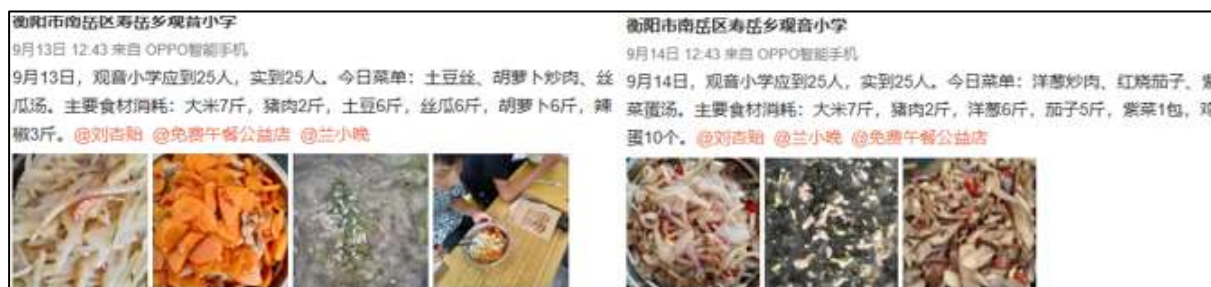 衡阳市南岳区寿岳乡观音小学
9月13日 12:43 来自 OPPO智能手机
9月13日，观音小学应到25人，实到25人。今日菜单：土豆丝、胡萝卜炒肉、丝
瓜汤。主要食材消耗：大米7斤，猪肉2斤，土豆6斤，丝瓜6斤，胡萝卜6斤，辣
椒3斤。@刘杏贻 @免费午餐公益店 @兰小晚
衡阳市南岳区寿岳乡观音小学
9月14日 12:43 来自 OPPO智能手机
9月14日，观音小学应到25人，实到25人。今日菜单：洋葱炒肉、红烧茄子、紫
菜蛋汤。主要食材消耗：大米7斤，猪肉2斤，洋葱6斤，茄子5斤，紫菜1包，鸡
蛋10个。@刘杏贻 @兰小晚 @免费午餐公益店